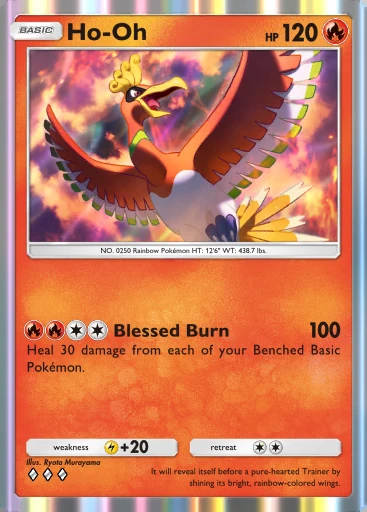 BASIC Ho-Oh HP 120
NO. 0250 Rainbow Pokémon HT: 12'6" WT: 438.7 lbs.
Blessed Burn 100
Heal 30 damage from each of your Benched Basic
Pokémon.
weakness +20 retreat
Illus. Ryota Murayama
It will reveal itself before a pure-hearted Trainer by
shining its bright, rainbow-colored wings.